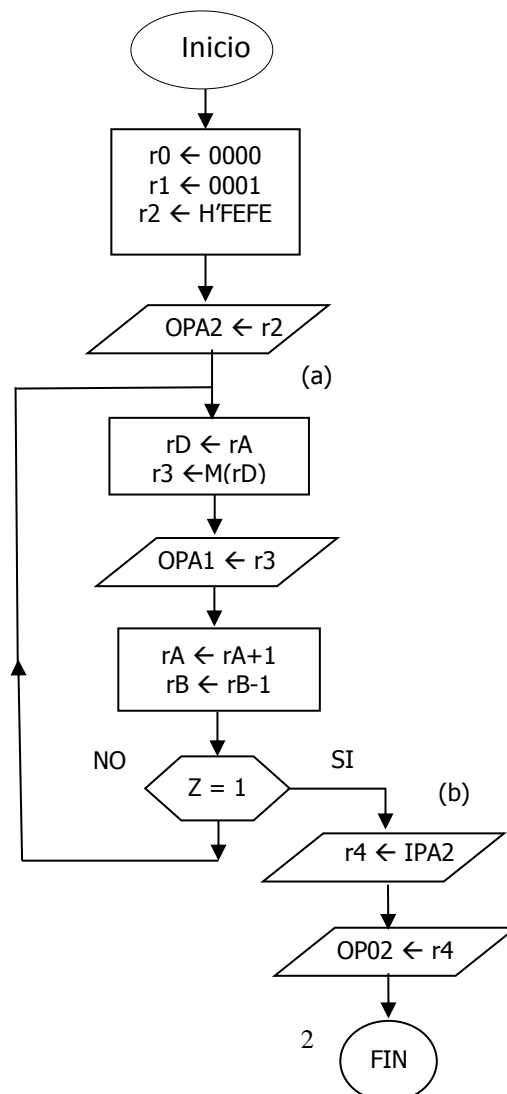 Inicio
r0 ← 0000
r1 ← 0001
r2 ← H'FEFE
OPA2 ← r2
(a)
rD ← rA
r3 ←M(rD)
OPA1 ← r3
rA ← rA+1
rB ← rB-1
NO
SI
Z = 1
(b)
r4 ← IPA2
OP02 ← r4
2
FIN